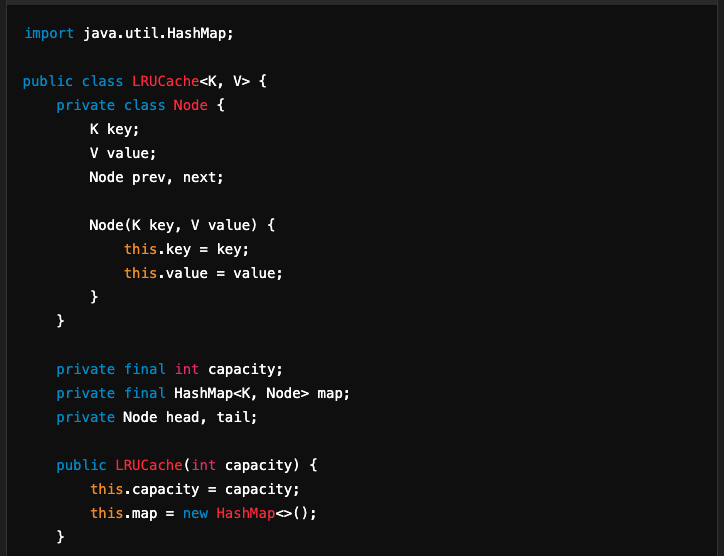 import java.util.HashMap;
public class LRUCache<K, V> {
    private class Node {
        K key;
        V value;
        Node prev, next;
        Node(K key, V value) {
            this.key = key;
            this.value = value;
        }
    }
    private final int capacity;
    private final HashMap<K, Node> map;
    private Node head, tail;
    public LRUCache(int capacity) {
        this.capacity = capacity;
        this.map = new HashMap<>();
    }